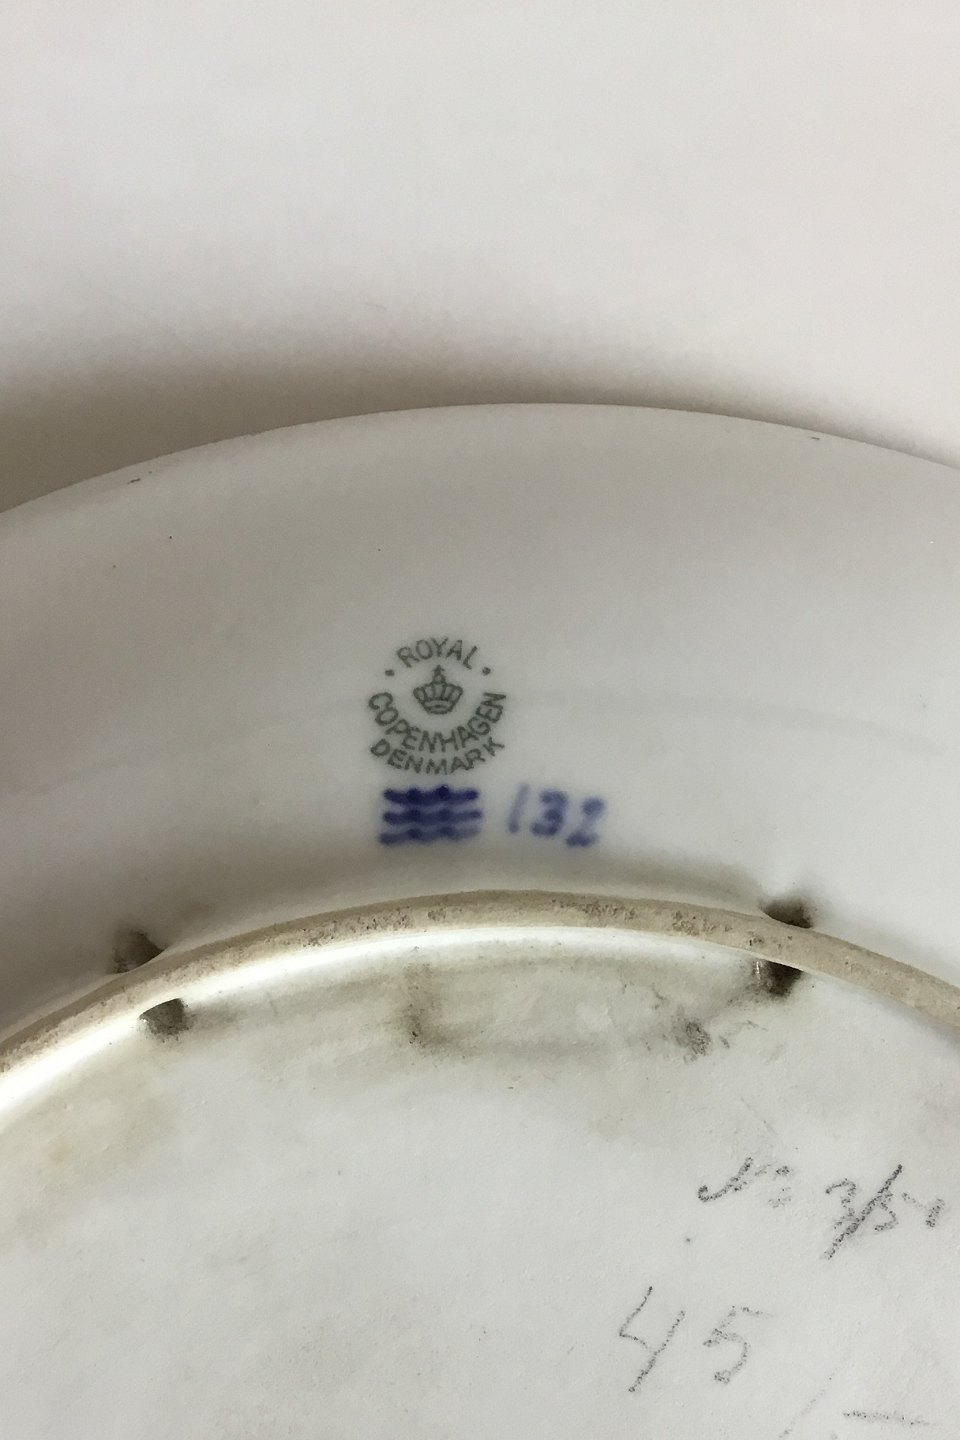 ROYAL
COPENHAGEN
DENMARK
132
45